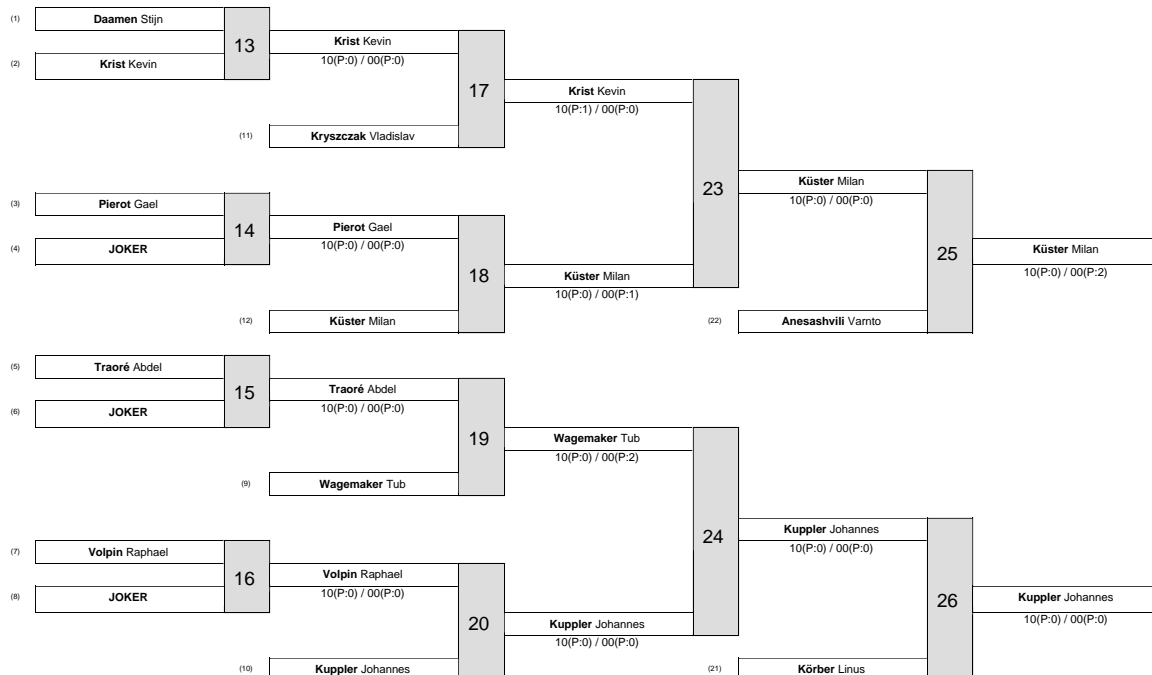 (1) Daamen Stijn
13
Krist Kevin
10(P:0) / 00(P:0)
(2) Krist Kevin
17
Krist Kevin
10(P:1) / 00(P:0)
(11) Kryszczak Vladislav
23
Küster Milan
10(P:0) / 00(P:0)
(3) Pierot Gael
14
Pierot Gael
10(P:0) / 00(P:0)
(4) JOKER
18
Küster Milan
10(P:0) / 00(P:1)
(12) Küster Milan
25
Küster Milan
10(P:0) / 00(P:2)
(22) Anesashvili Varnto
(5) Traoré Abdel
15
Traoré Abdel
10(P:0) / 00(P:0)
(6) JOKER
19
Wagemaker Tub
10(P:0) / 00(P:2)
(9) Wagemaker Tub
24
Kuppler Johannes
10(P:0) / 00(P:0)
(7) Volpin Raphael
16
Volpin Raphael
10(P:0) / 00(P:0)
(8) JOKER
20
Kuppler Johannes
10(P:0) / 00(P:0)
(10) Kuppler Johannes
26
Kuppler Johannes
10(P:0) / 00(P:0)
(21) Körber Linus